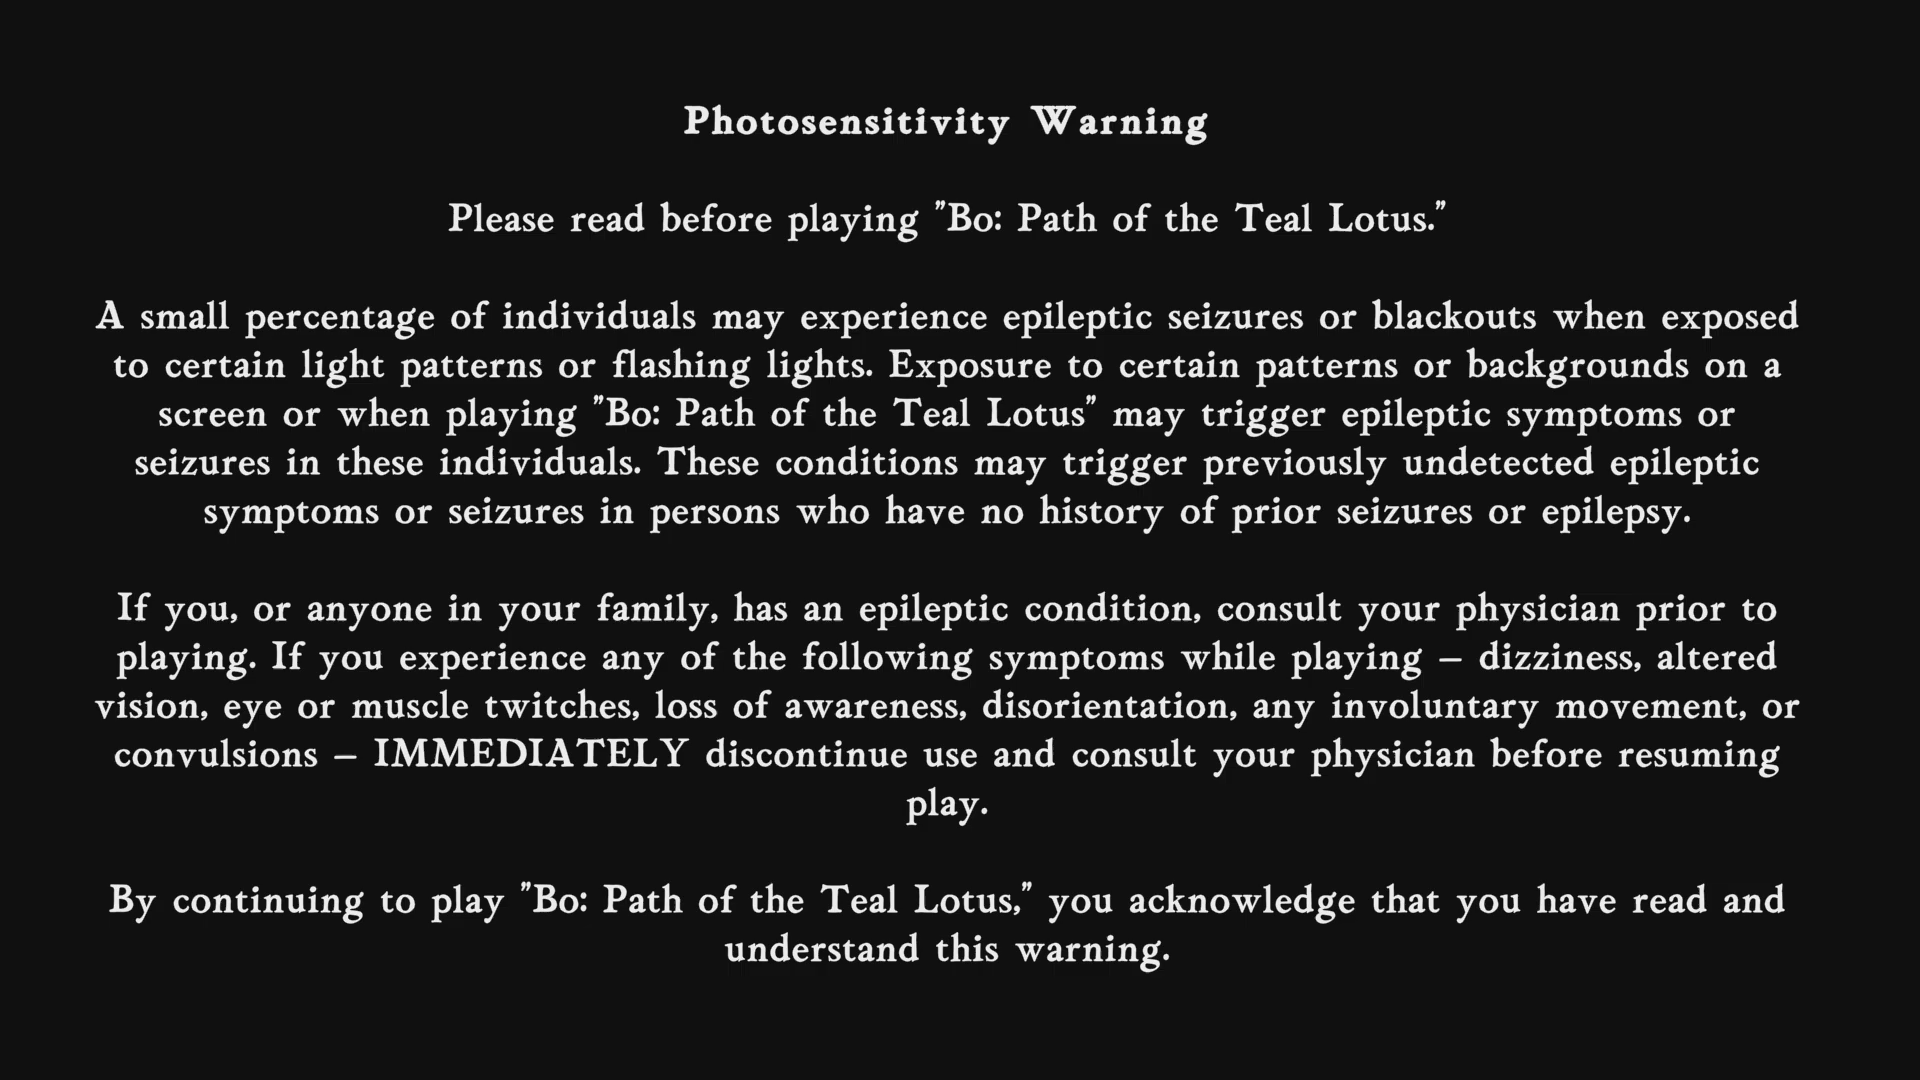 Photosensitivity Warning
Please read before playing "Bo: Path of the Teal Lotus."
A small percentage of individuals may experience epileptic seizures or blackouts when exposed
to certain light patterns or flashing lights. Exposure to certain patterns or backgrounds on a
screen or when playing "Bo: Path of the Teal Lotus" may trigger epileptic symptoms or
seizures in these individuals. These conditions may trigger previously undetected epileptic
symptoms or seizures in persons who have no history of prior seizures or epilepsy.
If you, or anyone in your family, has an epileptic condition, consult your physician prior to
playing. If you experience any of the following symptoms while playing – dizziness, altered
vision, eye or muscle twitches, loss of awareness, disorientation, any involuntary movement, or
convulsions – IMMEDIATELY discontinue use and consult your physician before resuming
play.
By continuing to play "Bo: Path of the Teal Lotus," you acknowledge that you have read and
understand this warning.